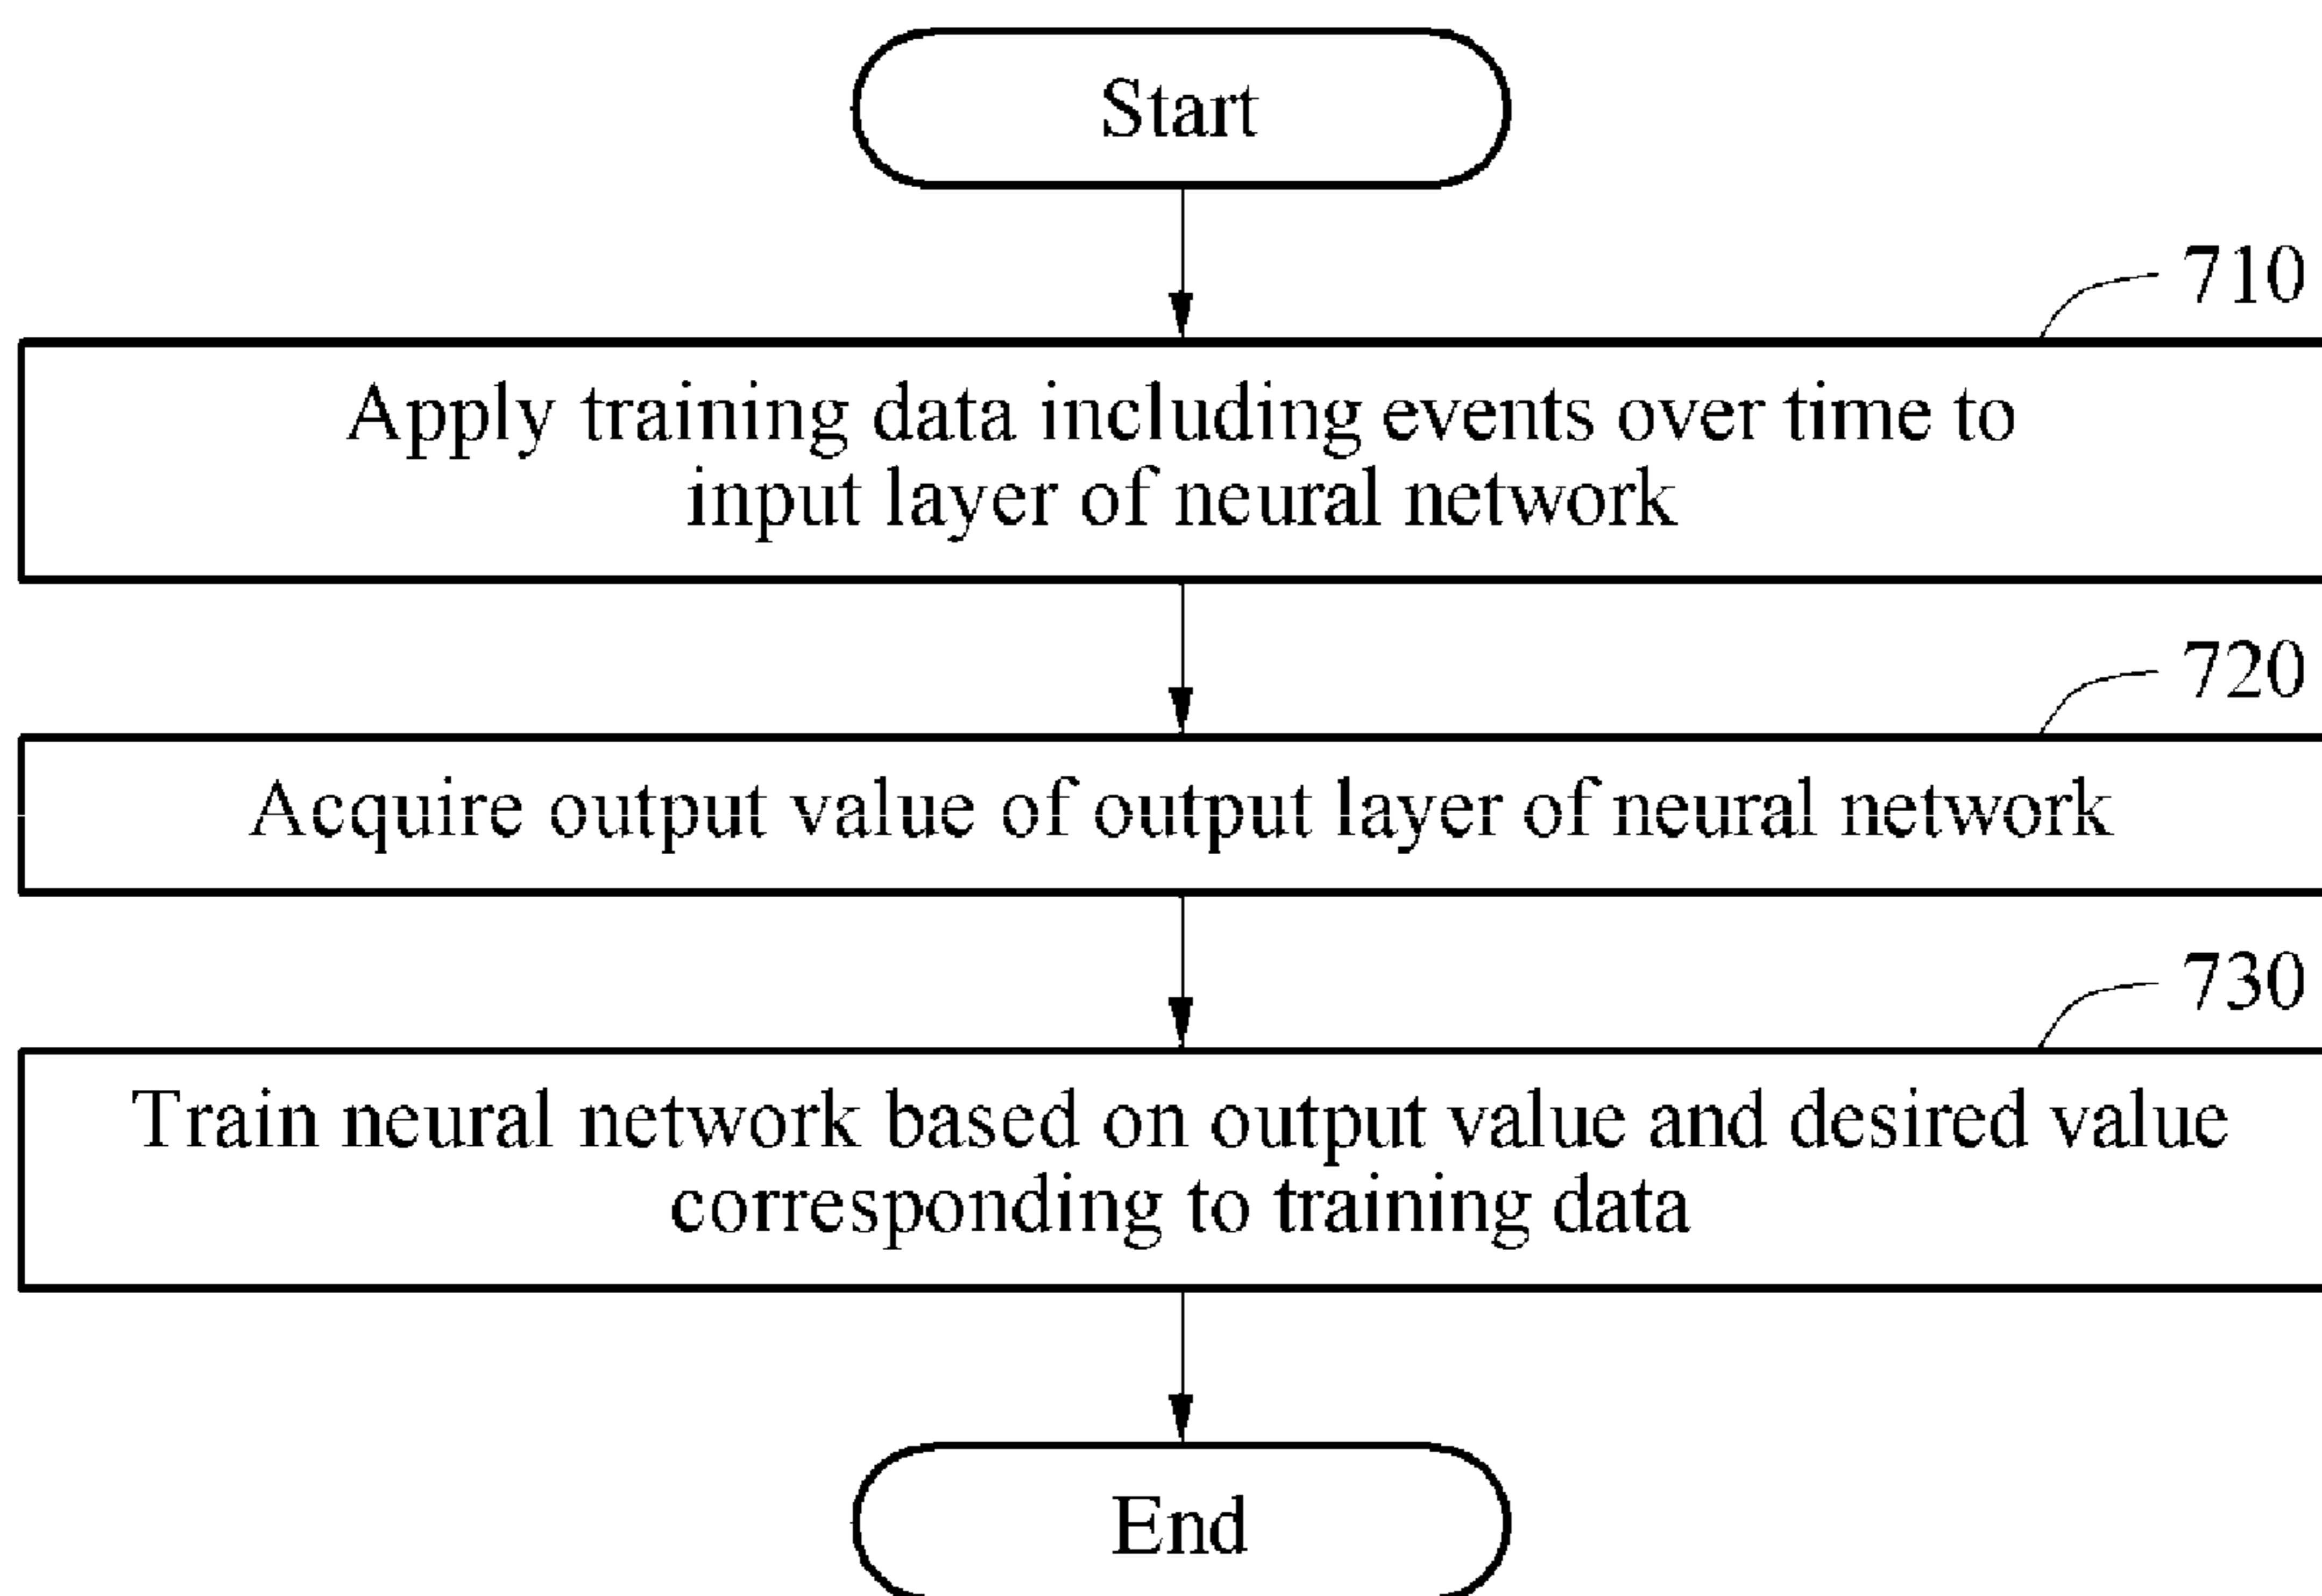 Start
710
Apply training data including events over time to
input layer of neural network
720
Acquire output value of output layer of neural network
730
Train neural network based on output value and desired value
corresponding to training data
End